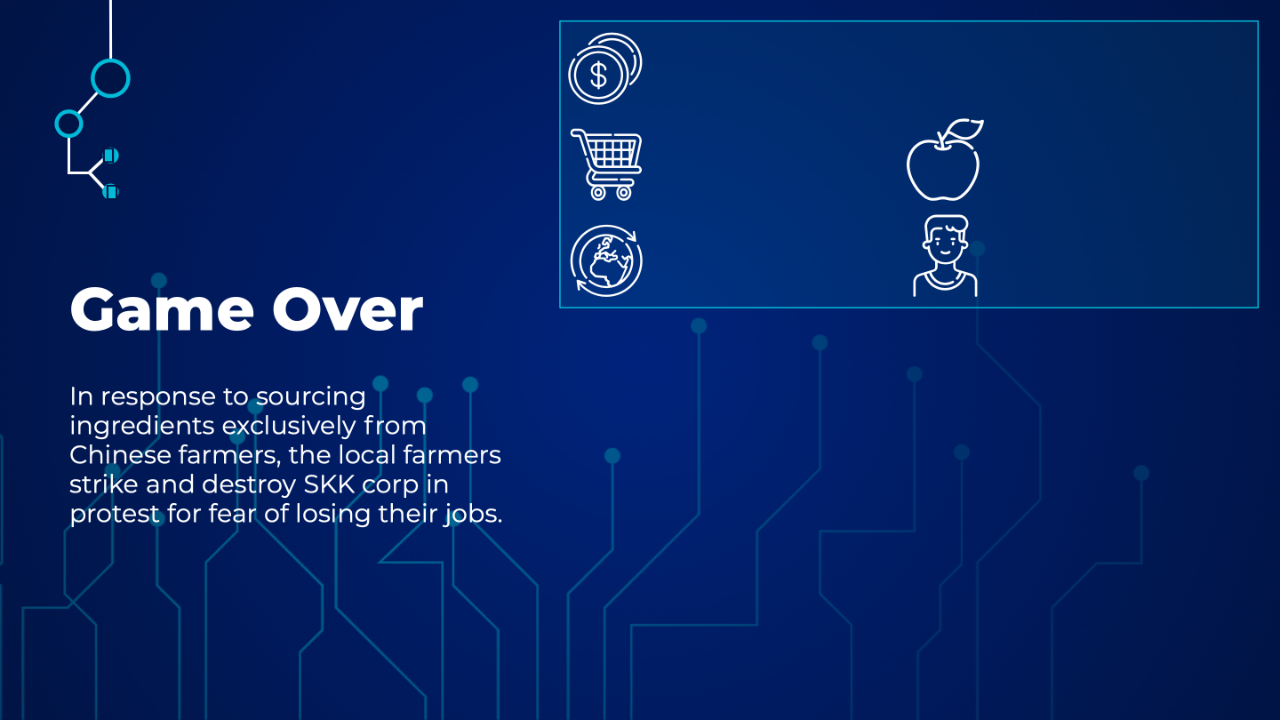 Game Over
In response to sourcing
ingredients exclusively from
Chinese farmers, the local farmers
strike and destroy SKK corp in
protest for fear of losing their jobs.
$